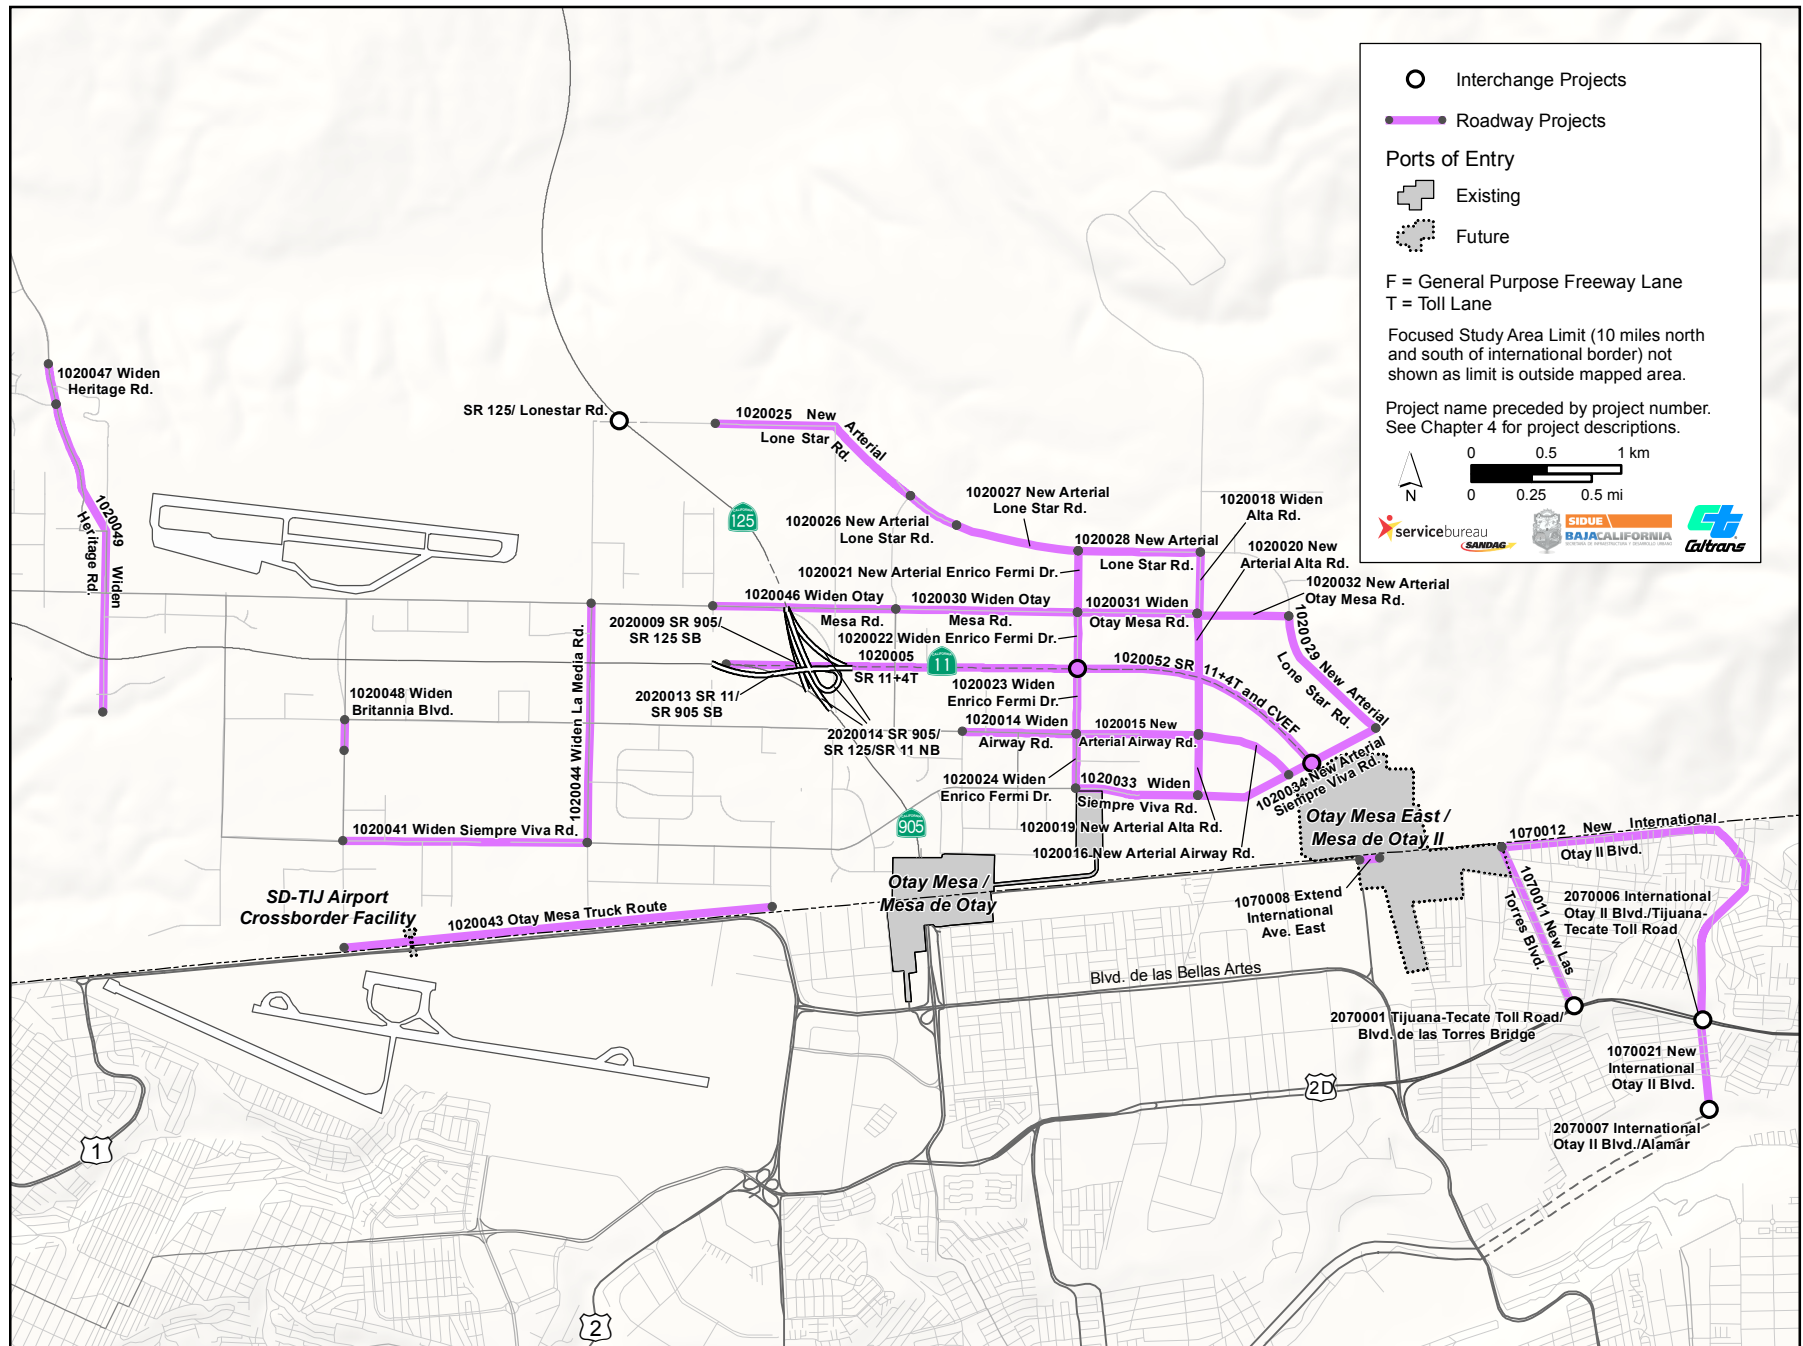 Interchange Projects
Roadway Projects
Ports of Entry
Existing
Future
F = General Purpose Freeway Lane
T = Toll Lane
Focused Study Area Limit (10 miles north
and south of international border) not
shown as limit is outside mapped area.
Project name preceded by project number.
See Chapter 4 for project descriptions.
0 0.5 1 km
0 0.25 0.5 mi
N
servicebureau
SANDAG
SIDUE
BAJACALIFORNIA
Caltrans
1020047 Widen
Heritage Rd.
1020049 Widen
Heritage Rd.
SR 125/ Lonestar Rd.
1020025 New Arterial
Lone Star Rd.
CALIFORNIA
125
1020026 New Arterial
Lone Star Rd.
1020027 New Arterial
Lone Star Rd.
1020028 New Arterial
Lone Star Rd.
1020018 Widen
Alta Rd.
1020020 New
Arterial Alta Rd.
1020032 New Arterial
Otay Mesa Rd.
1020021 New Arterial Enrico Fermi Dr.
1020046 Widen Otay
Mesa Rd.
1020030 Widen Otay
Mesa Rd.
1020031 Widen
Otay Mesa Rd.
1020029 New Arterial
Lone Star Rd.
2020009 SR 905/
SR 125 SB
1020022 Widen Enrico Fermi Dr.
1020005
SR 11+4T
CALIFORNIA
11
1020052 SR 11+4T and CVEF
1020023 Widen
Enrico Fermi Dr.
2020013 SR 11/
SR 905 SB
1020048 Widen
Britannia Blvd.
1020044 Widen La Media Rd.
2020014 SR 905/
SR 125/SR 11 NB
1020014 Widen
Airway Rd.
1020015 New
Arterial Airway Rd.
1020024 Widen
Enrico Fermi Dr.
1020033 Widen
Siempre Viva Rd.
1020034 New Arterial
Siempre Viva Rd.
1020041 Widen Siempre Viva Rd.
CALIFORNIA
905
1020019 New Arterial Alta Rd.
1020016 New Arterial Airway Rd.
Otay Mesa East /
Mesa de Otay II
1070012 New International
Otay II Blvd.
Otay Mesa /
Mesa de Otay
SD-TIJ Airport
Crossborder Facility
1020043 Otay Mesa Truck Route
1070008 Extend
International
Ave. East
1070011 New Las
Torres Blvd.
2070006 International
Otay II Blvd./Tijuana-
Tecate Toll Road
Blvd. de las Bellas Artes
2070001 Tijuana-Tecate Toll Road/
Blvd. de las Torres Bridge
1070021 New
International
Otay II Blvd.
2D
2070007 International
Otay II Blvd./Alamar
1
2